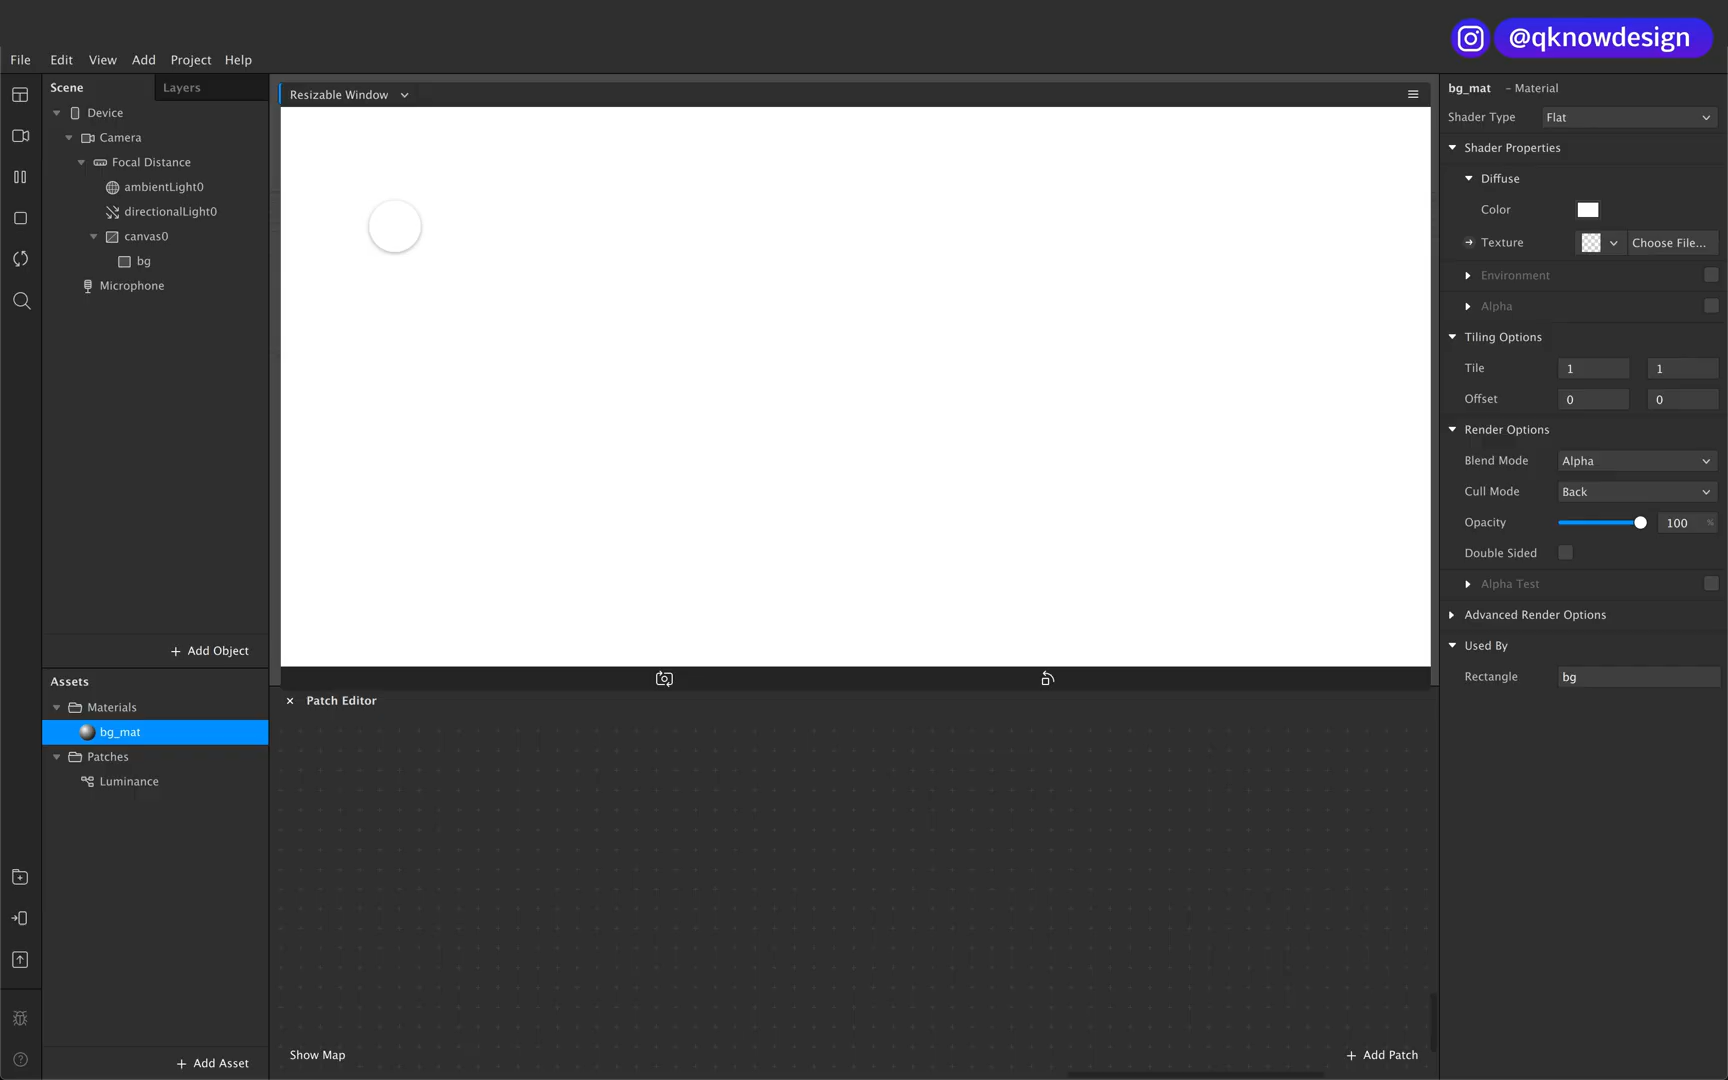 @qknowdesign
File Edit View Add Project Help
Scene Layers
Device
Camera
Focal Distance
ambientLight0
directionalLight0
canvas0
bg
Microphone
+ Add Object
Assets
Materials
bg_mat
Patches
Luminance
+ Add Asset
Resizable Window
Patch Editor
Show Map
+ Add Patch
bg_mat - Material
Shader Type Flat
Shader Properties
Diffuse
Color
Texture Choose File...
Environment
Alpha
Tiling Options
Tile 1 1
Offset 0 0
Render Options
Blend Mode Alpha
Cull Mode Back
Opacity 100 %
Double Sided
Alpha Test
Advanced Render Options
Used By
Rectangle bg